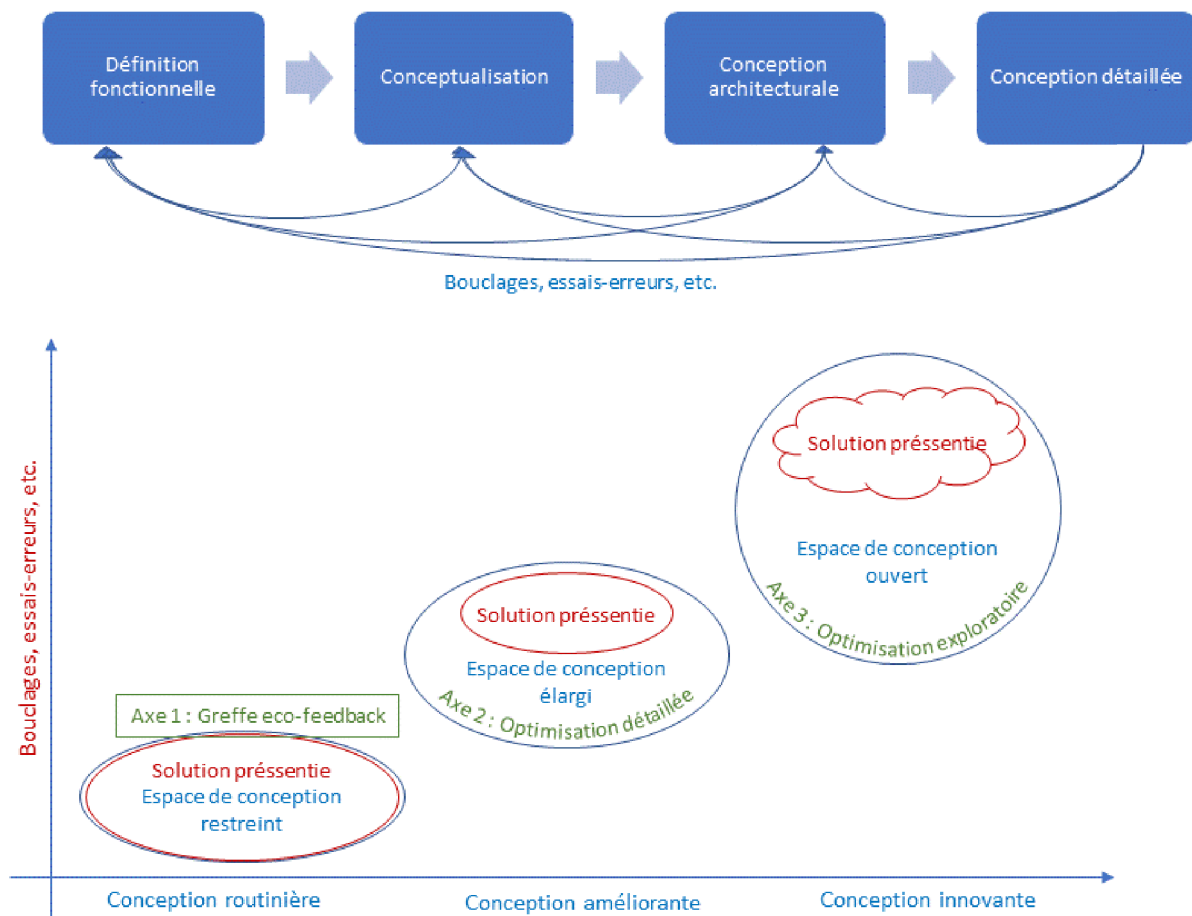 Définition
fonctionnelle
Conceptualisation
Conception
architecturale
Conception détaillée
Bouclages, essais-erreurs, etc.
Bouclages, essais-erreurs, etc.
Solution préssentie
Espace de conception
ouvert
Axe 3 : Optimisation exploratoire
Solution préssentie
Espace de conception
élargi
Axe 2 : Optimisation détaillée
Axe 1 : Greffe eco-feedback
Solution préssentie
Espace de conception
restreint
Conception routinière
Conception améliorante
Conception innovante